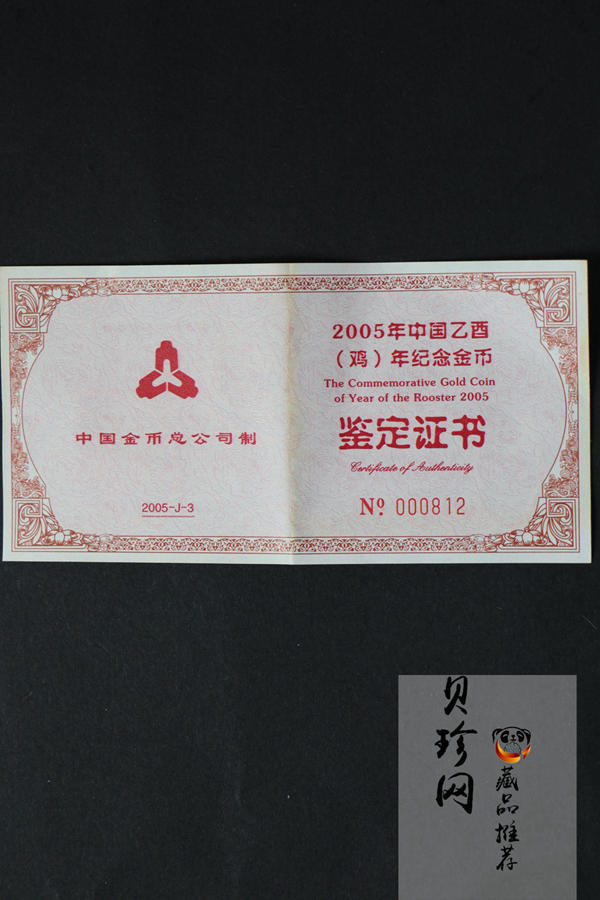 中国金币总公司制
2005-J-3
2005年中国乙酉
（鸡）年纪念金币
The Commemorative Gold Coin
of Year of the Rooster 2005
鉴定证书
Certificate of Authenticity
Nº 000812
贝珍网
藏品推荐